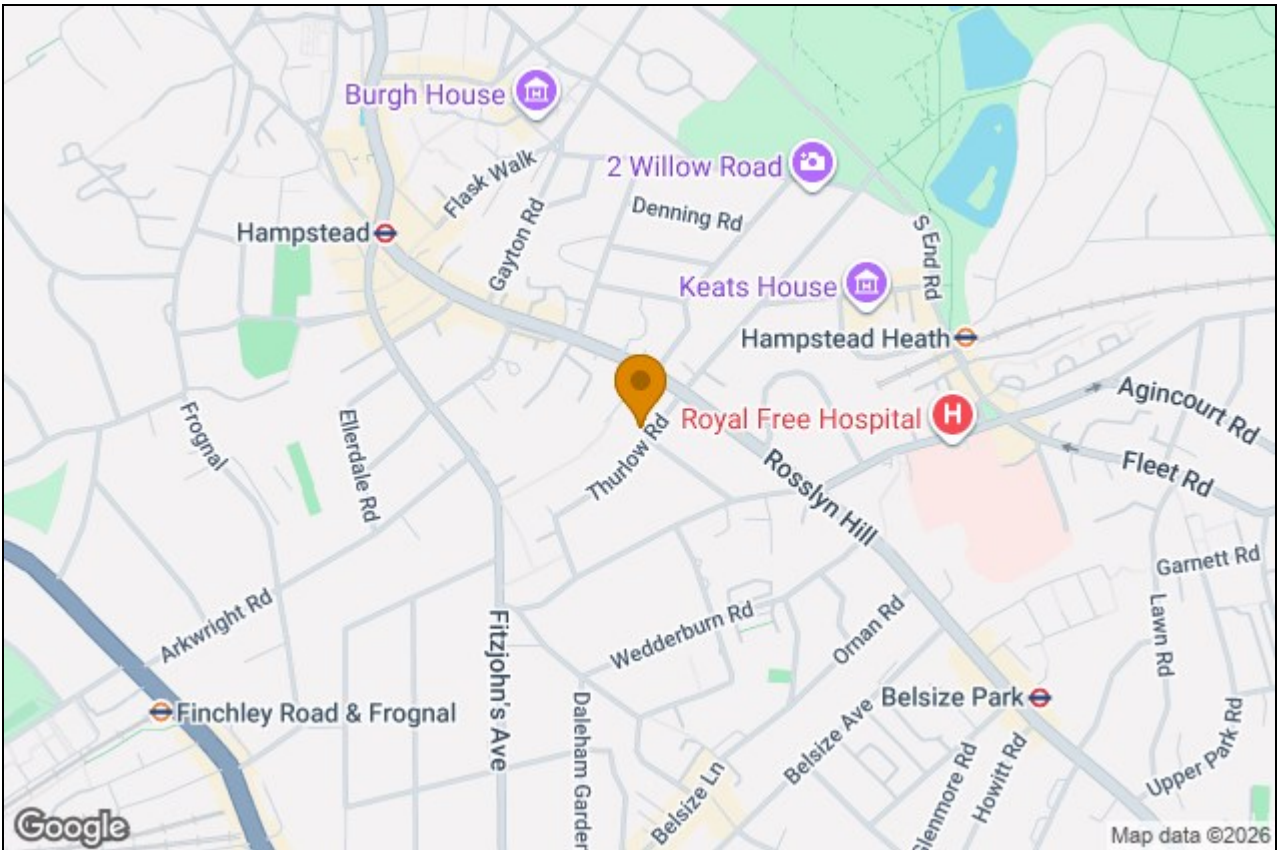 Burgh House
2 Willow Road
Flask Walk
Denning Rd
Gayton Rd
Hampstead
S End Rd
Keats House
Hampstead Heath
Agincourt Rd
Royal Free Hospital
H
Frognal
Ellerdale Rd
Thurlow Rd
Rosslyn Hill
Fleet Rd
Garnett Rd
Arkwright Rd
Fitzjohn's Ave
Wedderburn Rd
Ornan Rd
Lawn Rd
Finchley Road & Frognal
Daleham Garden
Belsize Park
Belsize Ave
Belsize Ln
Glenmore Rd
Howitt Rd
Upper Park Rd
Google
Map data ©2026